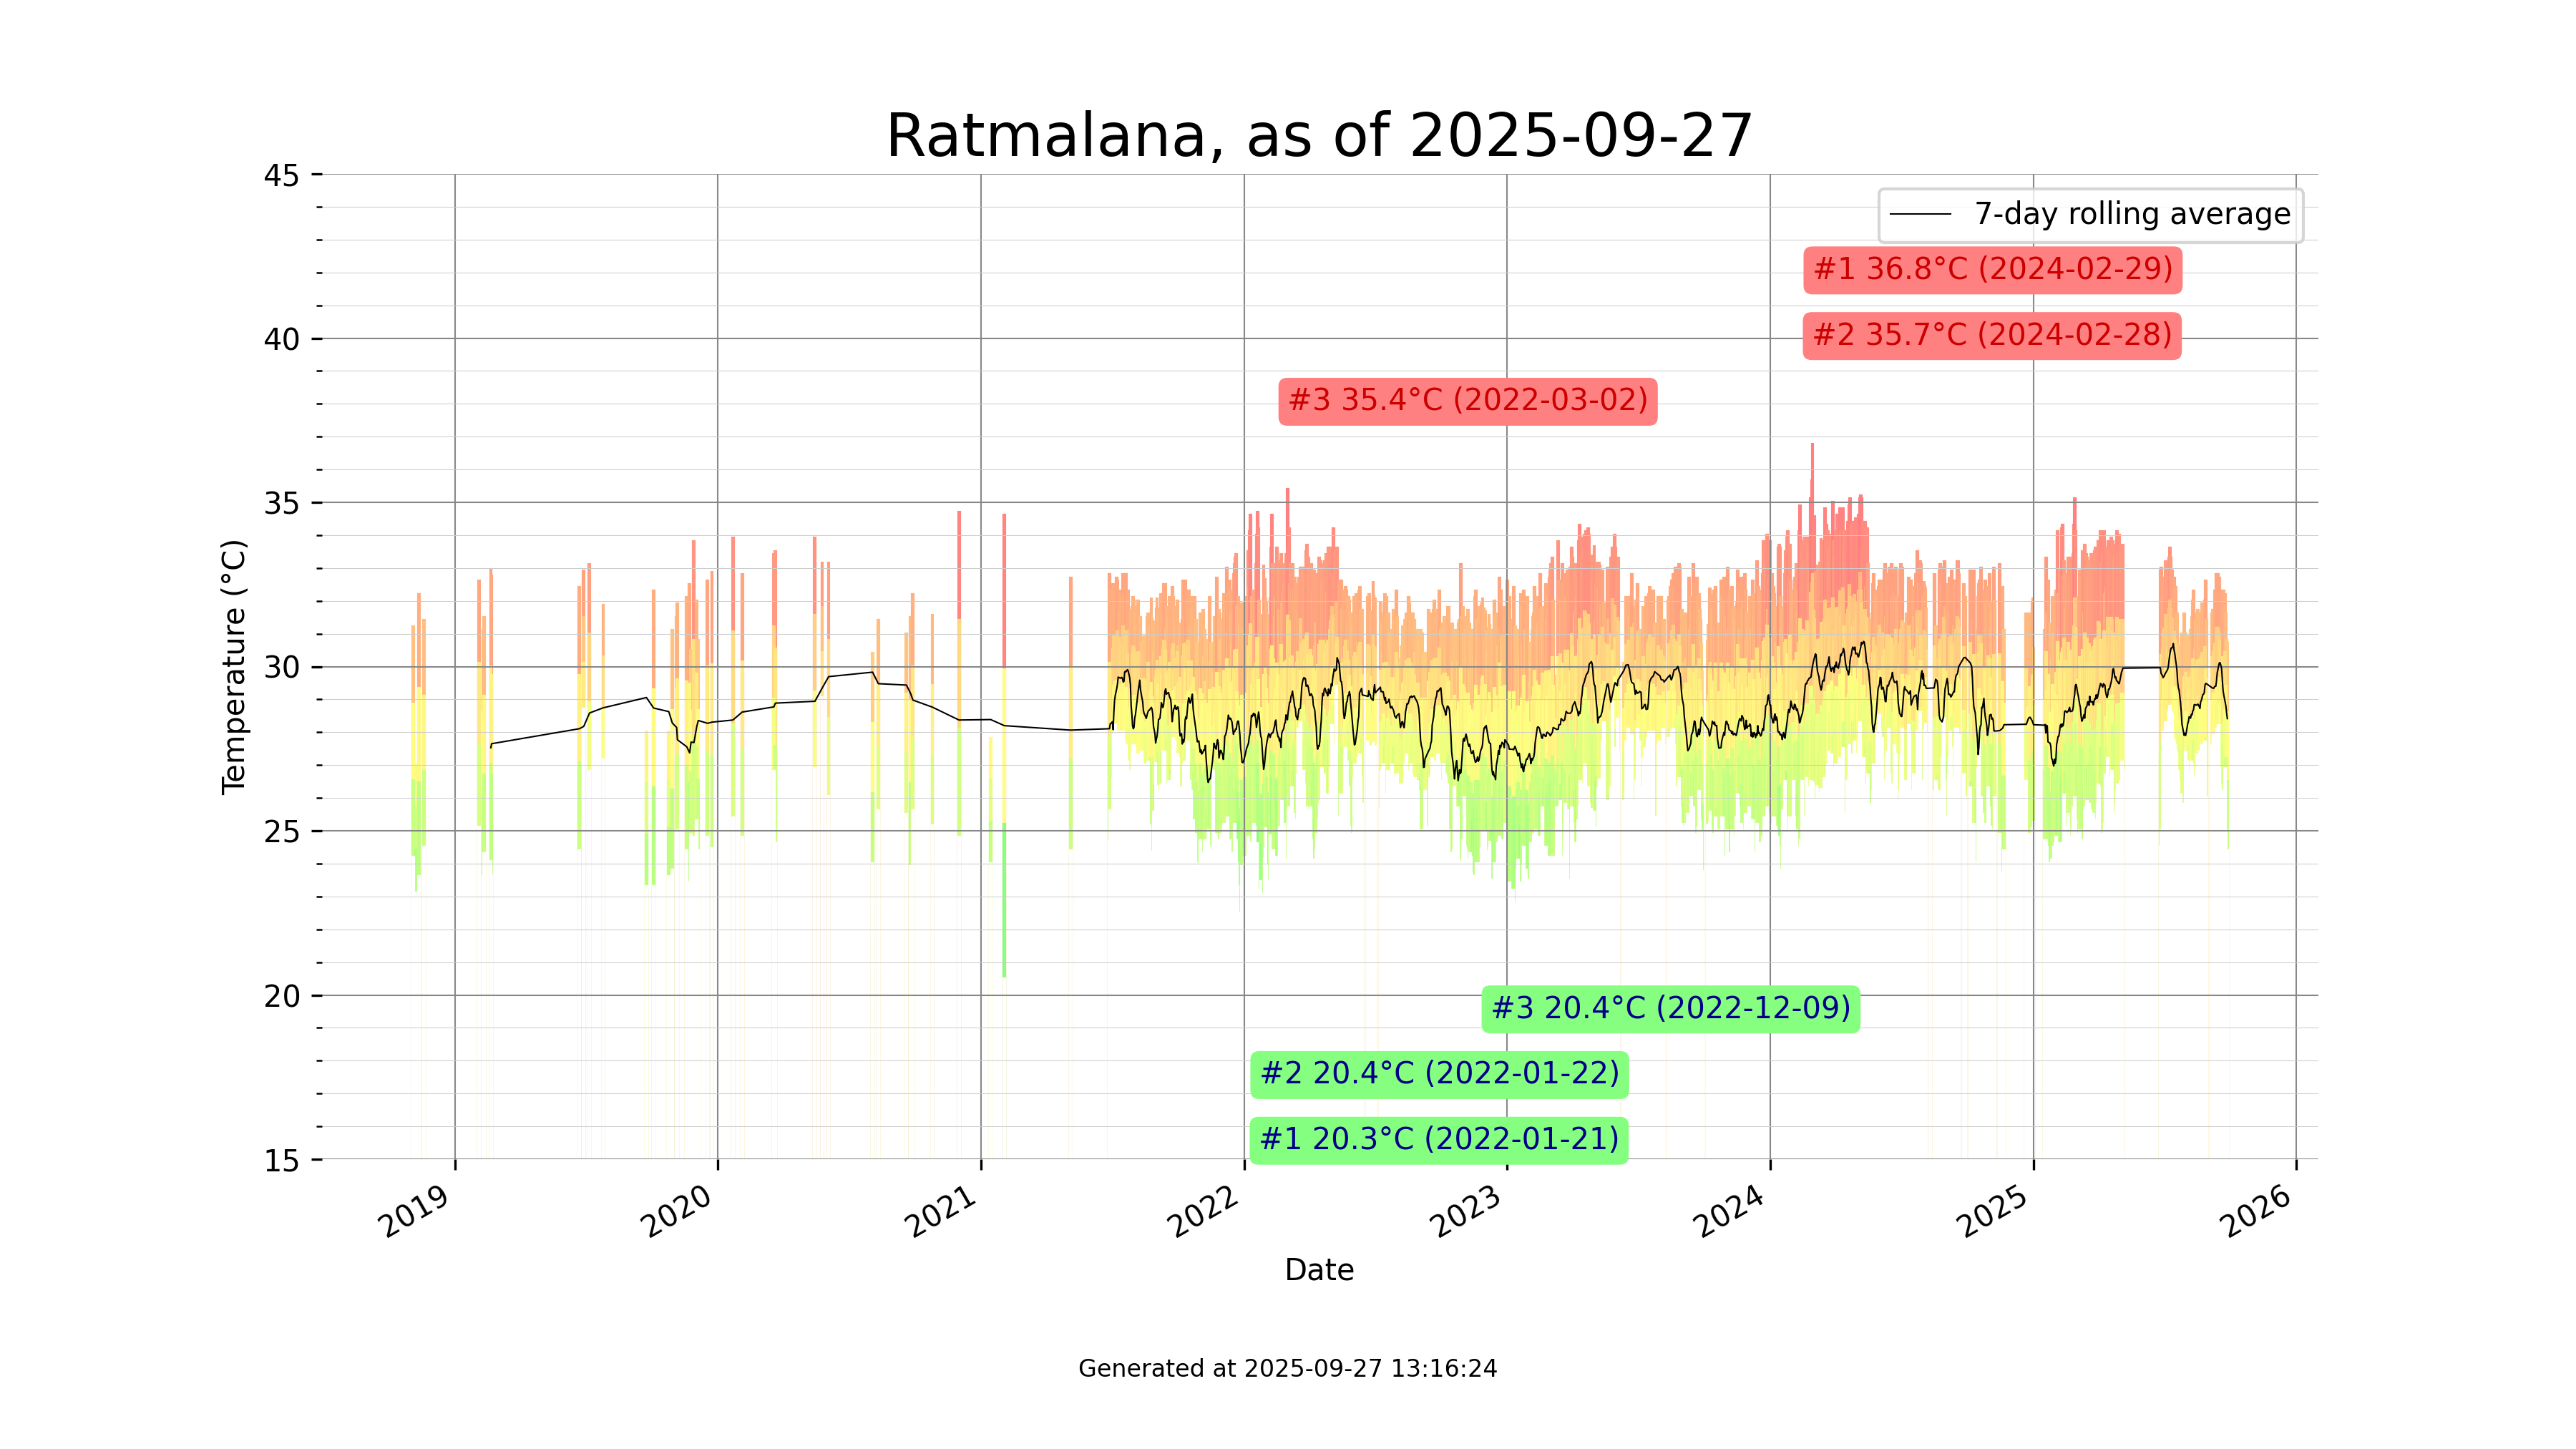 Ratmalana, as of 2025-09-27
45
40
35
30
25
20
15
Temperature (°C)
7-day rolling average
#1 36.8°C (2024-02-29)
#2 35.7°C (2024-02-28)
#3 35.4°C (2022-03-02)
#3 20.4°C (2022-12-09)
#2 20.4°C (2022-01-22)
#1 20.3°C (2022-01-21)
2019
2020
2021
2022
2023
2024
2025
2026
Date
Generated at 2025-09-27 13:16:24